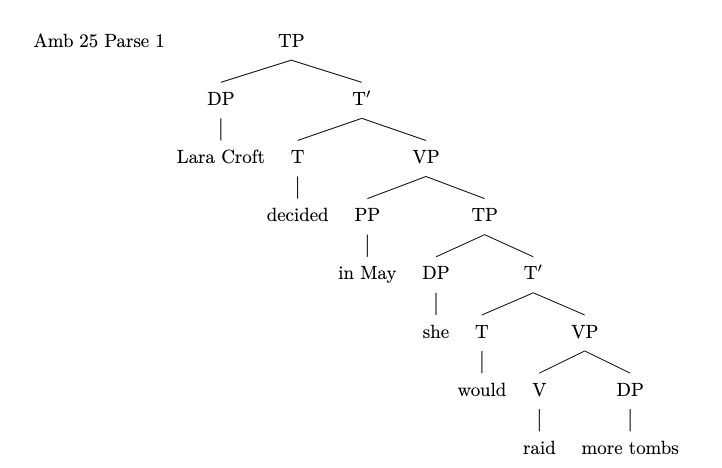 Amb 25 Parse 1 TP
DP T′
Lara Croft T VP
decided PP TP
in May DP T′
she T VP
would V DP
raid more tombs